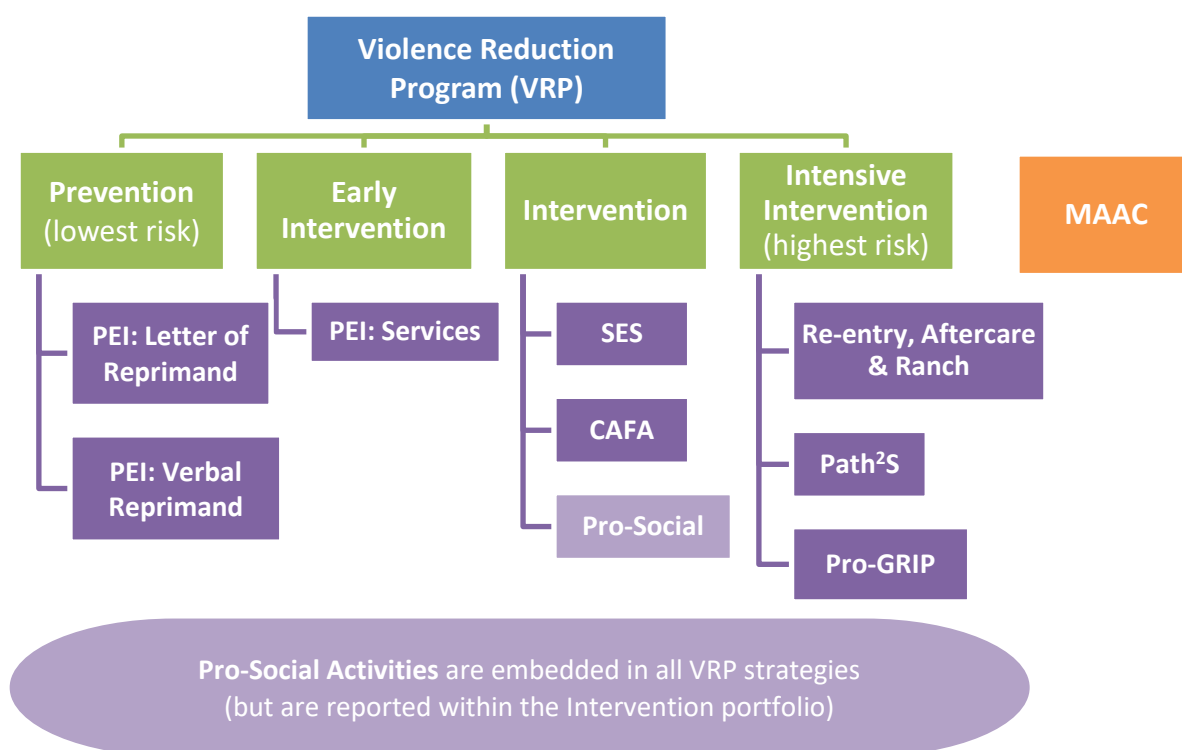 Violence Reduction
Program (VRP)
Prevention
(lowest risk)
Early
Intervention
Intervention
Intensive
Intervention
(highest risk)
MAAC
PEI: Letter of
Reprimand
PEI: Verbal
Reprimand
PEI: Services
SES
CAFA
Pro-Social
Re-entry, Aftercare
& Ranch
Path²S
Pro-GRIP
Pro-Social Activities are embedded in all VRP strategies
(but are reported within the Intervention portfolio)